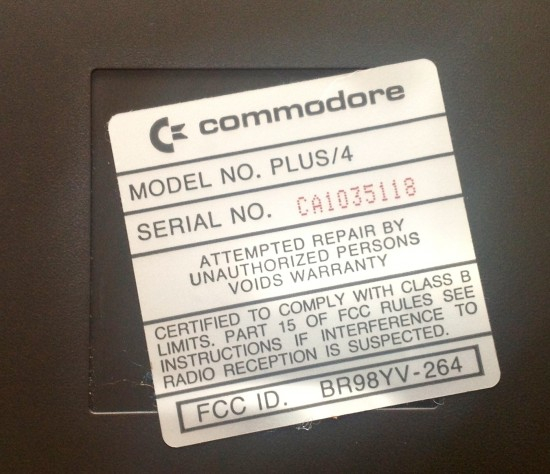 commodore
MODEL NO. PLUS/4
SERIAL NO. CA1035118
ATTEMPTED REPAIR BY
UNAUTHORIZED PERSONS
VOIDS WARRANTY
CERTIFIED TO COMPLY WITH CLASS B
LIMITS. PART 15 OF FCC RULES SEE
INSTRUCTIONS IF INTERFERENCE TO
RADIO RECEPTION IS SUSPECTED.
FCC ID. BR98YV-264